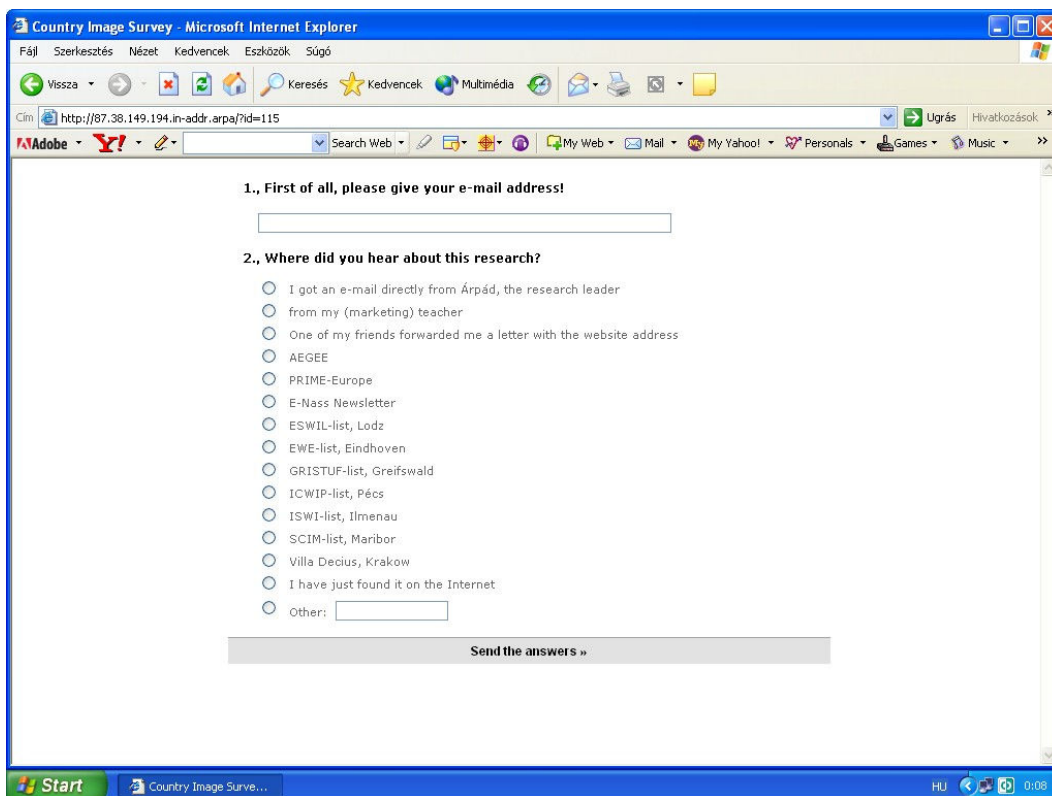 Country Image Survey - Microsoft Internet Explorer
Fájl Szerkesztés Nézet Kedvencek Eszközök Súgó
Vissza Keresés Kedvencek Multimédia
Cím http://87.38.149.194.in-addr.arpa/?id=115 Ugrás Hivatkozások »
Adobe Y! Search Web My Web Mail My Yahoo! Personals Games Music »
1., First of all, please give your e-mail address!
2., Where did you hear about this research?
I got an e-mail directly from Árpád, the research leader
from my (marketing) teacher
One of my friends forwarded me a letter with the website address
AEGEE
PRIME-Europe
E-Nass Newsletter
ESWIL-list, Lodz
EWE-list, Eindhoven
GRISTUF-list, Greifswald
ICWIP-list, Pécs
ISWI-list, Ilmenau
SCIM-list, Maribor
Villa Decius, Krakow
I have just found it on the Internet
Other:
Send the answers »
Start Country Image Surve... HU 0:08